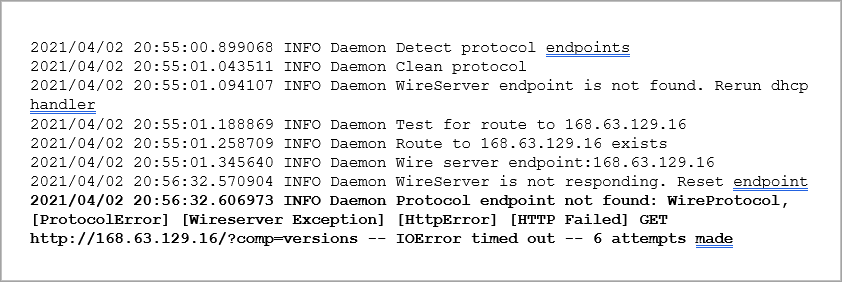 2021/04/02 20:55:00.899068 INFO Daemon Detect protocol endpoints
2021/04/02 20:55:01.043511 INFO Daemon Clean protocol
2021/04/02 20:55:01.094107 INFO Daemon WireServer endpoint is not found. Rerun dhcp
handler
2021/04/02 20:55:01.188869 INFO Daemon Test for route to 168.63.129.16
2021/04/02 20:55:01.258709 INFO Daemon Route to 168.63.129.16 exists
2021/04/02 20:55:01.345640 INFO Daemon Wire server endpoint:168.63.129.16
2021/04/02 20:56:32.570904 INFO Daemon WireServer is not responding. Reset endpoint
2021/04/02 20:56:32.606973 INFO Daemon Protocol endpoint not found: WireProtocol,
[ProtocolError] [Wireserver Exception] [HttpError] [HTTP Failed] GET
http://168.63.129.16/?comp=versions -- IOError timed out -- 6 attempts made